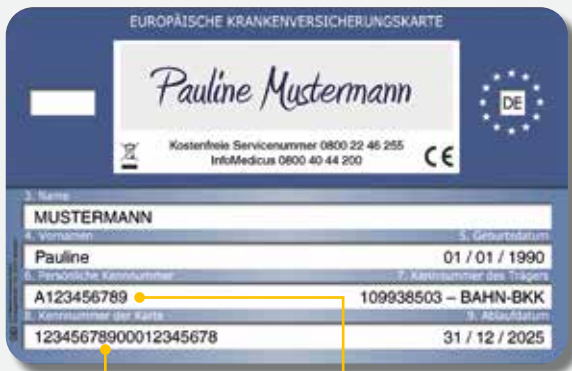 EUROPÄISCHE KRANKENVERSICHERUNGSKARTE
Pauline Mustermann
DE
Kostenfreie Servicenummer 0800 22 46 255
InfoMedicus 0800 40 44 200
CE
3. Name
MUSTERMANN
4. Vornamen 5. Geburtsdatum
Pauline 01 / 01 / 1990
6. Persönliche Kennnummer 7. Kennnummer des Trägers
A123456789 109938503 – BAHN-BKK
8. Kennnummer der Karte 9. Ablaufdatum
12345678900012345678 31 / 12 / 2025